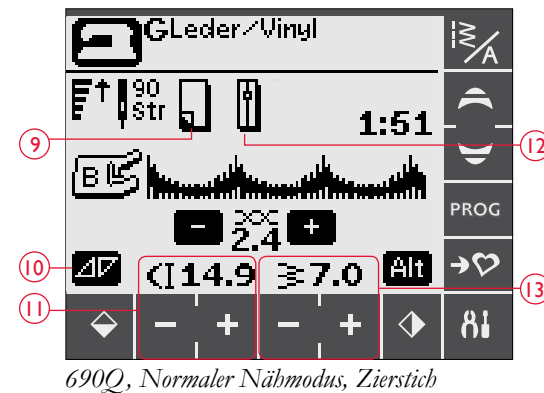 GLeder/Vinyl
A
90
Str
1:51
9
12
B
PROG
- 2.4 +
10
14.9
7.0
Alt
11
- +
- +
13
690Q, Normaler Nähmodus, Zierstich